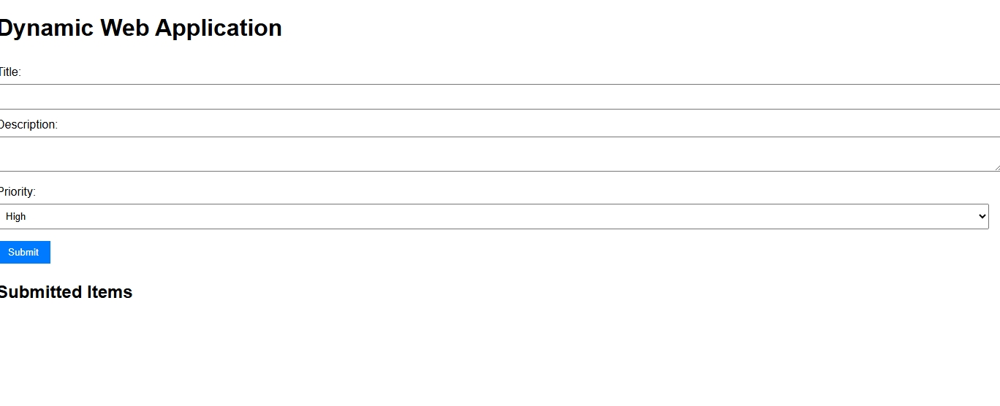 Dynamic Web Application
Title:
Description:
Priority:
High
Submit
Submitted Items